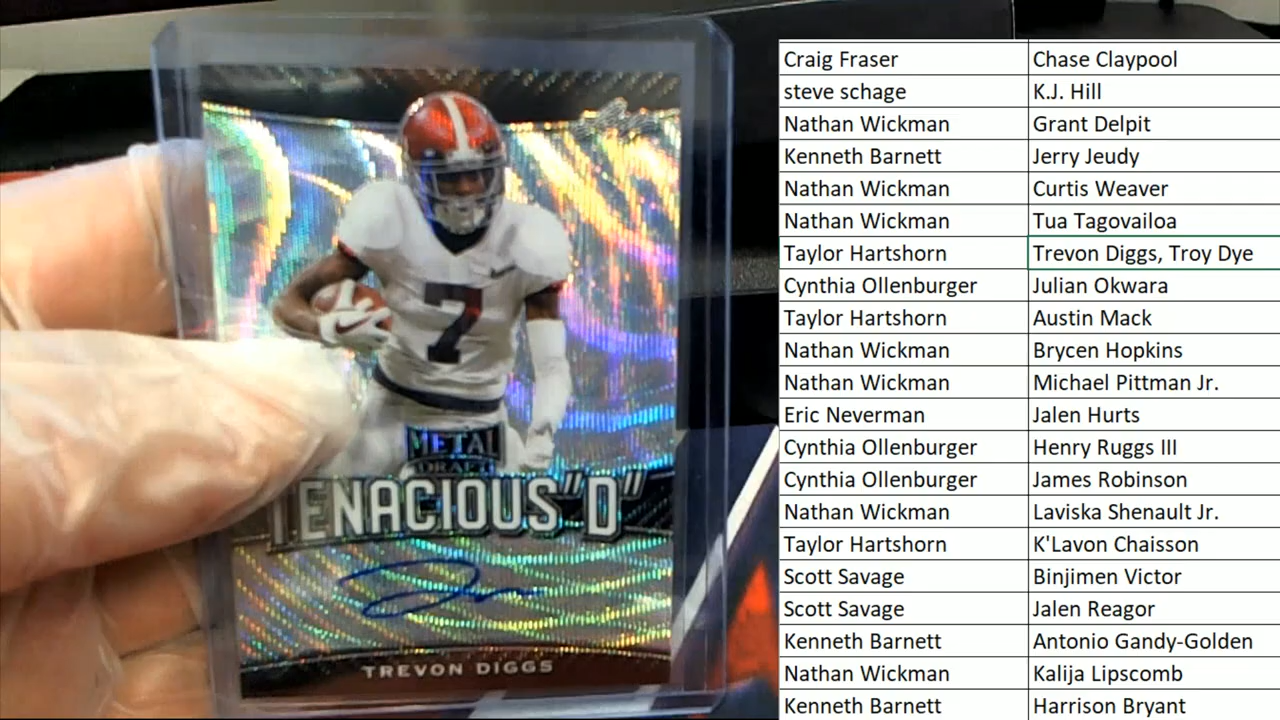 7
METAL
DRAFT
TENACIOUS"D"
TREVON DIGGS
Craig Fraser Chase Claypool
steve schage K.J. Hill
Nathan Wickman Grant Delpit
Kenneth Barnett Jerry Jeudy
Nathan Wickman Curtis Weaver
Nathan Wickman Tua Tagovailoa
Taylor Hartshorn Trevon Diggs, Troy Dye
Cynthia Ollenburger Julian Okwara
Taylor Hartshorn Austin Mack
Nathan Wickman Brycen Hopkins
Nathan Wickman Michael Pittman Jr.
Eric Neverman Jalen Hurts
Cynthia Ollenburger Henry Ruggs III
Cynthia Ollenburger James Robinson
Nathan Wickman Laviska Shenault Jr.
Taylor Hartshorn K'Lavon Chaisson
Scott Savage Binjimen Victor
Scott Savage Jalen Reagor
Kenneth Barnett Antonio Gandy-Golden
Nathan Wickman Kalija Lipscomb
Kenneth Barnett Harrison Bryant